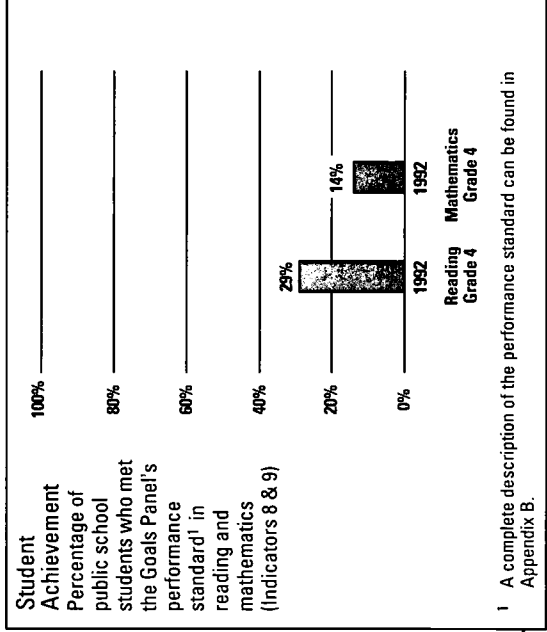 Student
Achievement
Percentage of
public school
students who met
the Goals Panel's
performance
standard¹ in
reading and
mathematics
(Indicators 8 & 9)
100%
80%
60%
40%
20%
0%
29%
14%
1992
1992
Reading
Grade 4
Mathematics
Grade 4
¹ A complete description of the performance standard can be found in
Appendix B.